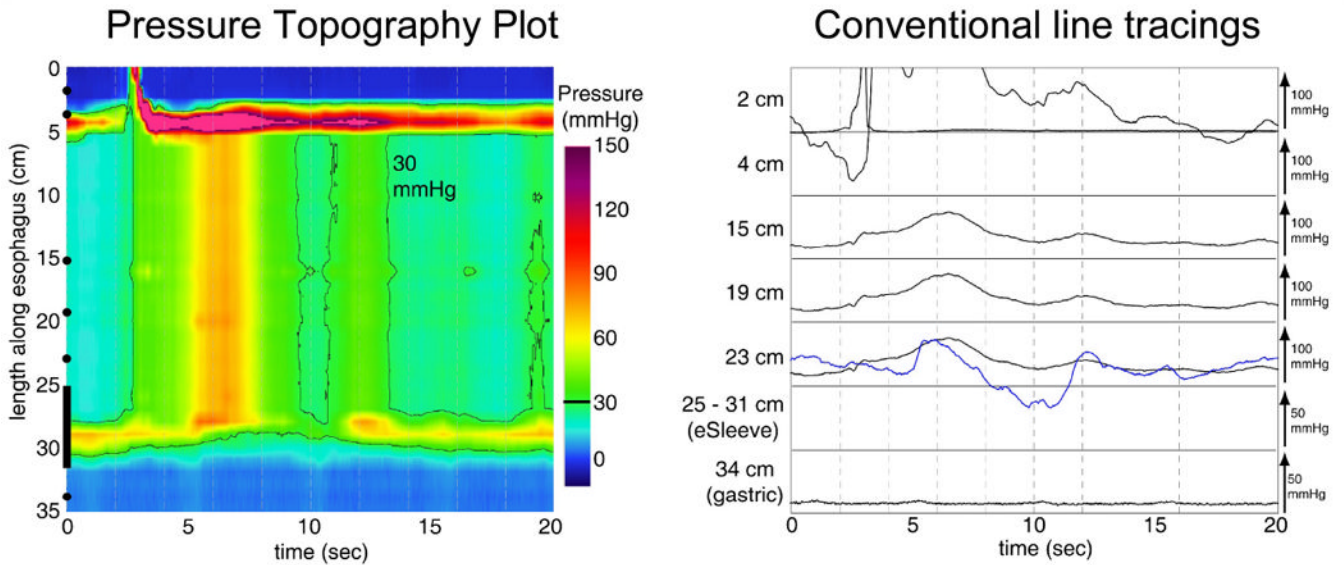 Pressure Topography Plot
0
5
10
15
20
25
30
35
length along esophagus (cm)
0
5
10
15
20
time (sec)
30
mmHg
Pressure
(mmHg)
150
120
90
60
30
0
Conventional line tracings
2 cm
4 cm
15 cm
19 cm
23 cm
25 - 31 cm
(eSleeve)
34 cm
(gastric)
100
mmHg
100
mmHg
100
mmHg
100
mmHg
100
mmHg
50
mmHg
50
mmHg
0
5
10
15
20
time (sec)